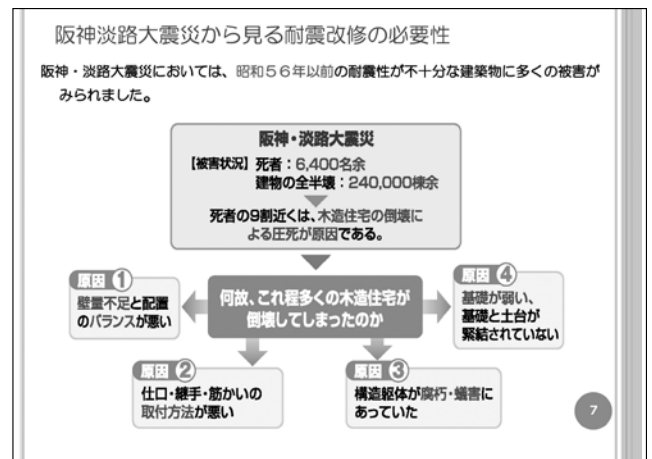 阪神淡路大震災から見る耐震改修の必要性
阪神・淡路大震災においては、昭和５６年以前の耐震性が不十分な建築物に多くの被害が
みられました。
阪神・淡路大震災
【被害状況】死者：6,400名余
建物の全半壊：240,000棟余
死者の9割近くは、木造住宅の倒壊に
よる圧死が原因である。
何故、これ程多くの木造住宅が
倒壊してしまったのか
原因①
壁量不足と配置
のバランスが悪い
原因②
仕口・継手・筋かいの
取付方法が悪い
原因③
構造躯体が腐朽・蟻害に
あっていた
原因④
基礎が弱い、
基礎と土台が
緊結されていない
7